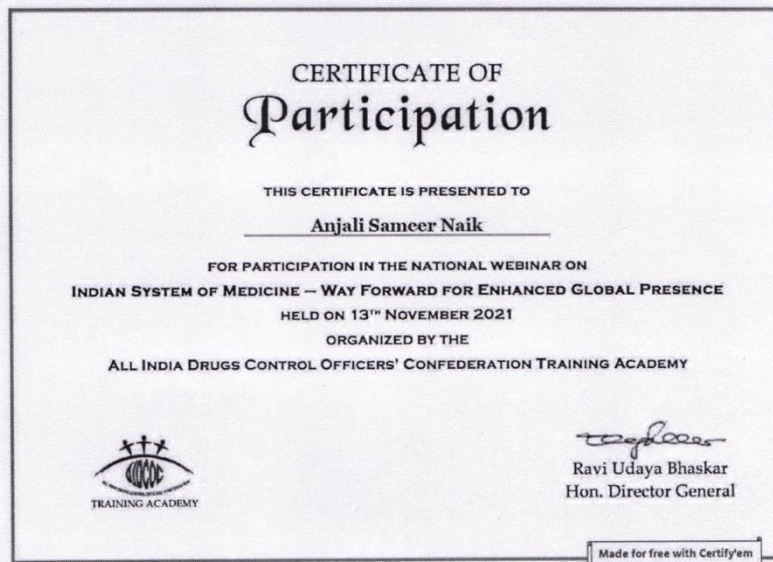 CERTIFICATE OF
Participation
THIS CERTIFICATE IS PRESENTED TO
Anjali Sameer Naik
FOR PARTICIPATION IN THE NATIONAL WEBINAR ON
INDIAN SYSTEM OF MEDICINE – WAY FORWARD FOR ENHANCED GLOBAL PRESENCE
HELD ON 13TH NOVEMBER 2021
ORGANIZED BY THE
ALL INDIA DRUGS CONTROL OFFICERS' CONFEDERATION TRAINING ACADEMY
AIDCOC
TRAINING ACADEMY
Ravi Udaya Bhaskar
Hon. Director General
Made for free with Certify'em